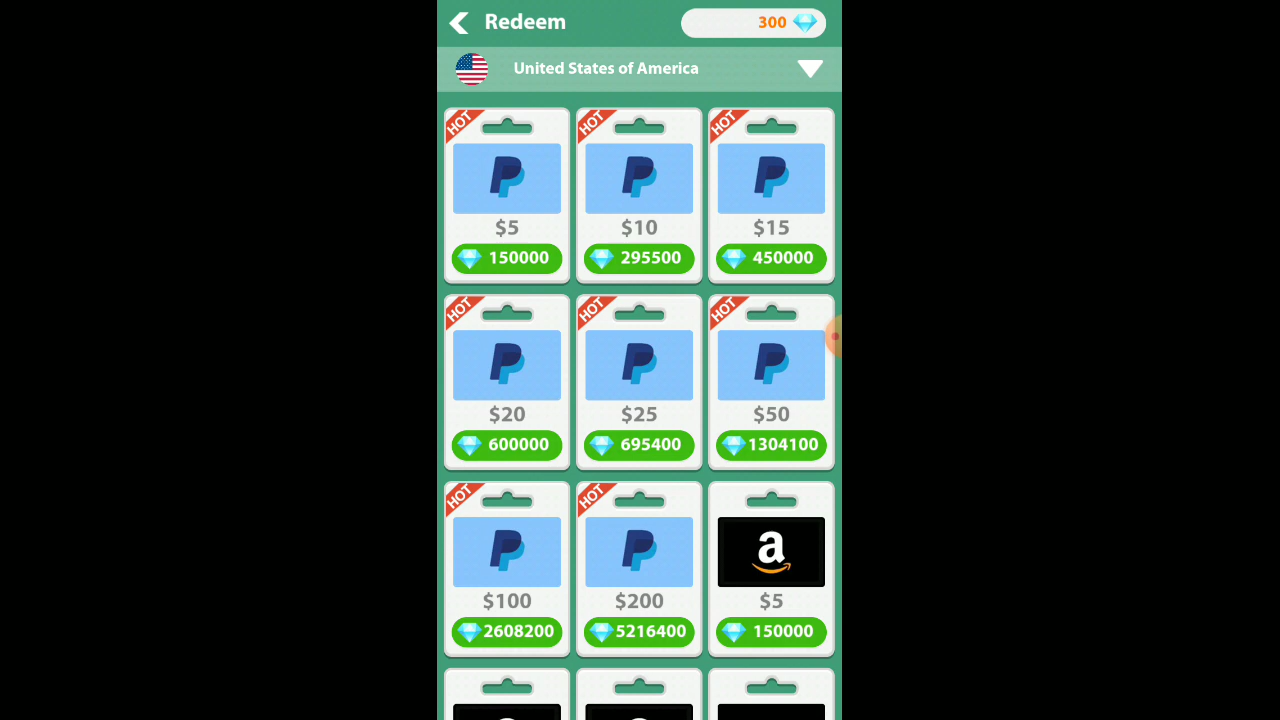 Redeem
300
United States of America
HOT
HOT
HOT
$5
$10
$15
150000
295500
450000
HOT
HOT
HOT
$20
$25
$50
600000
695400
1304100
HOT
HOT
a
$100
$200
$5
2608200
5216400
150000